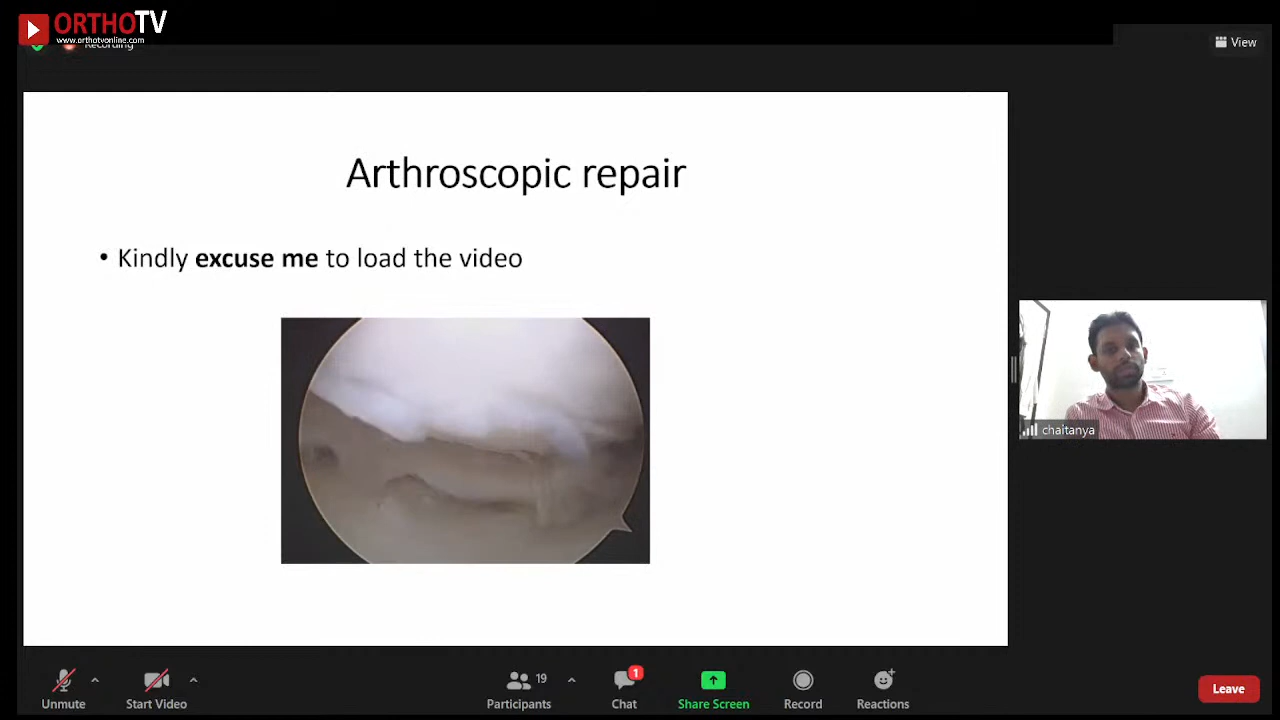 ORTHOTV
www.orthotvonline.com
Recording
View
Arthroscopic repair
• Kindly excuse me to load the video
chaitanya
Unmute
Start Video
19
Participants
1
Chat
Share Screen
Record
Reactions
Leave